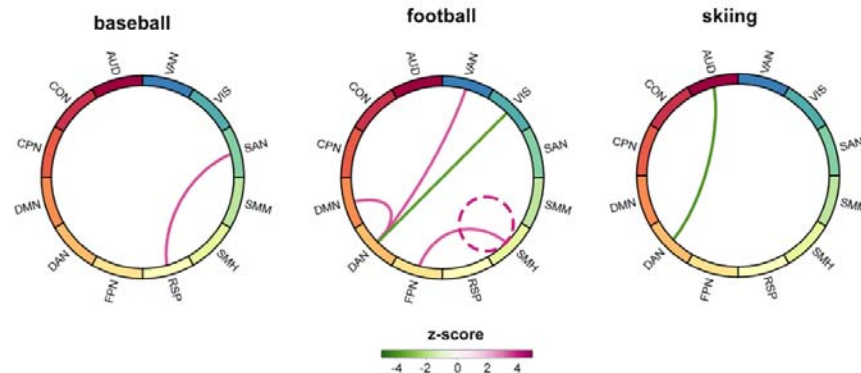 baseball
football
skiing
AUD
VAN
CON
VIS
CPN
SAN
DMN
SMM
DAN
SMH
FPN
RSP
AUD
VAN
CON
VIS
CPN
SAN
DMN
SMM
DAN
SMH
FPN
RSP
AUD
VAN
CON
VIS
CPN
SAN
DMN
SMM
DAN
SMH
FPN
RSP
z-score
-4 -2 0 2 4